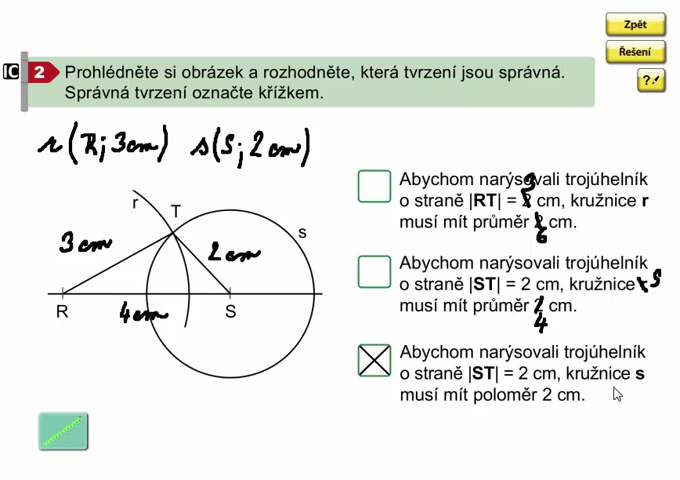 Zpět
Řešení
?
2 Prohlédněte si obrázek a rozhodněte, která tvrzení jsou správná.
Správná tvrzení označte křížkem.
r (R; 3cm) s(S; 2cm)
Abychom narýsovali trojúhelník
o straně |RT| = 3 cm, kružnice r
musí mít průměr 6 cm.
Abychom narýsovali trojúhelník
o straně |ST| = 2 cm, kružnice s
musí mít průměr 4 cm.
Abychom narýsovali trojúhelník
o straně |ST| = 2 cm, kružnice s
musí mít poloměr 2 cm.
r
T
s
3cm
2cm
R
4cm
S